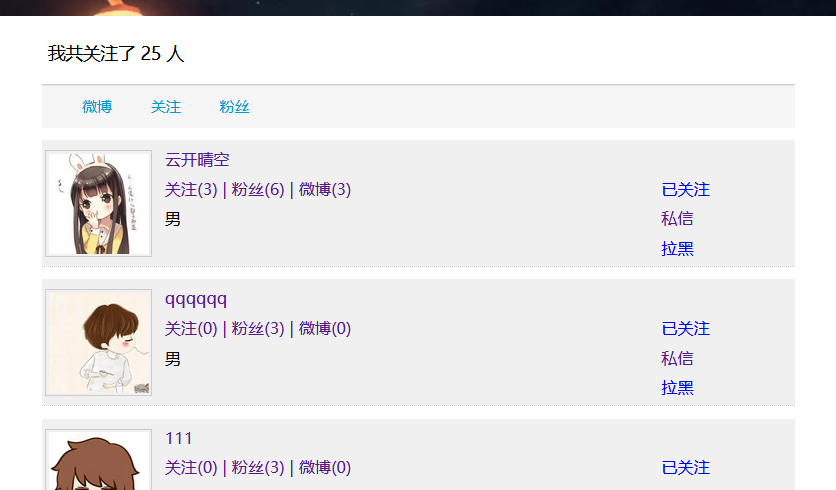 我共关注了 25 人
微博 关注 粉丝
云开晴空
关注(3) | 粉丝(6) | 微博(3) 已关注
男 私信
拉黑
qqqqqq
关注(0) | 粉丝(3) | 微博(0) 已关注
男 私信
拉黑
111
关注(0) | 粉丝(3) | 微博(0) 已关注